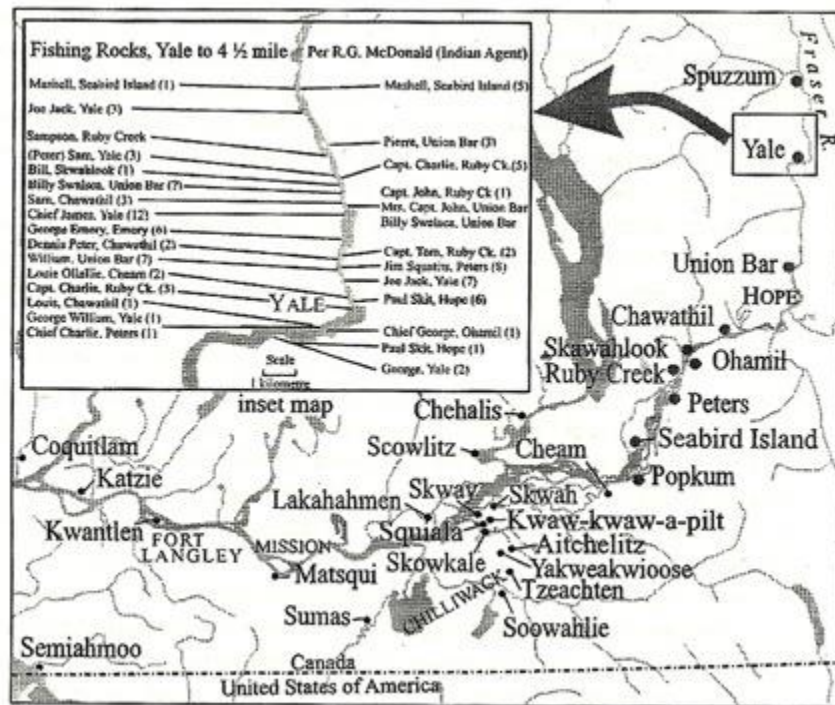 Fishing Rocks, Yale to 4 ½ mile
Per R.G. McDonald (Indian Agent)
Mashell, Seabird Island (1)
Joe Jack, Yale (3)
Sampson, Ruby Creek
(Peter) Sam, Yale (3)
Bill, Skwahlook (1)
Billy Swalsea, Union Bar (7)
Sam, Chawathil (3)
Chief James, Yale (12)
George Emory, Emory (6)
Dennis Peter, Chawathil (2)
William, Union Bar (7)
Louie Ollallie, Cheam (2)
Capt. Charlie, Ruby Ck. (5)
Louis, Chawathil (1)
George William, Yale (1)
Chief Charlie, Peters (1)
Mashell, Seabird Island (5)
Pierre, Union Bar (3)
Capt. Charlie, Ruby Ck. (5)
Capt. John, Ruby Ck (1)
Mrs. Capt. John, Union Bar
Billy Swalsea, Union Bar
Capt. Tom, Ruby Ck. (2)
Jim Squatits, Peters (8)
Joe Jack, Yale (7)
Paul Skit, Hope (6)
Chief George, Ohamil (1)
Paul Skit, Hope (1)
George, Yale (2)
YALE
Scale
1 kilometre
inset map
Fraser R.
Spuzzum
Yale
Union Bar
HOPE
Chawathil
Skawahlook
Ohamil
Ruby Creek
Peters
Chehalis
Seabird Island
Scowlitz
Cheam
Popkum
Coquitlam
Katzie
Skway
Skwah
Lakahahmen
Kwantlen
FORT
LANGLEY
Squiala
Kwaw-kwaw-a-pilt
MISSION
Skowkale
Aitchelitz
Matsqui
Yakweakwioose
CHILLIWACK
Tzeachten
Sumas
Soowahlie
Semiahmoo
Canada
United States of America